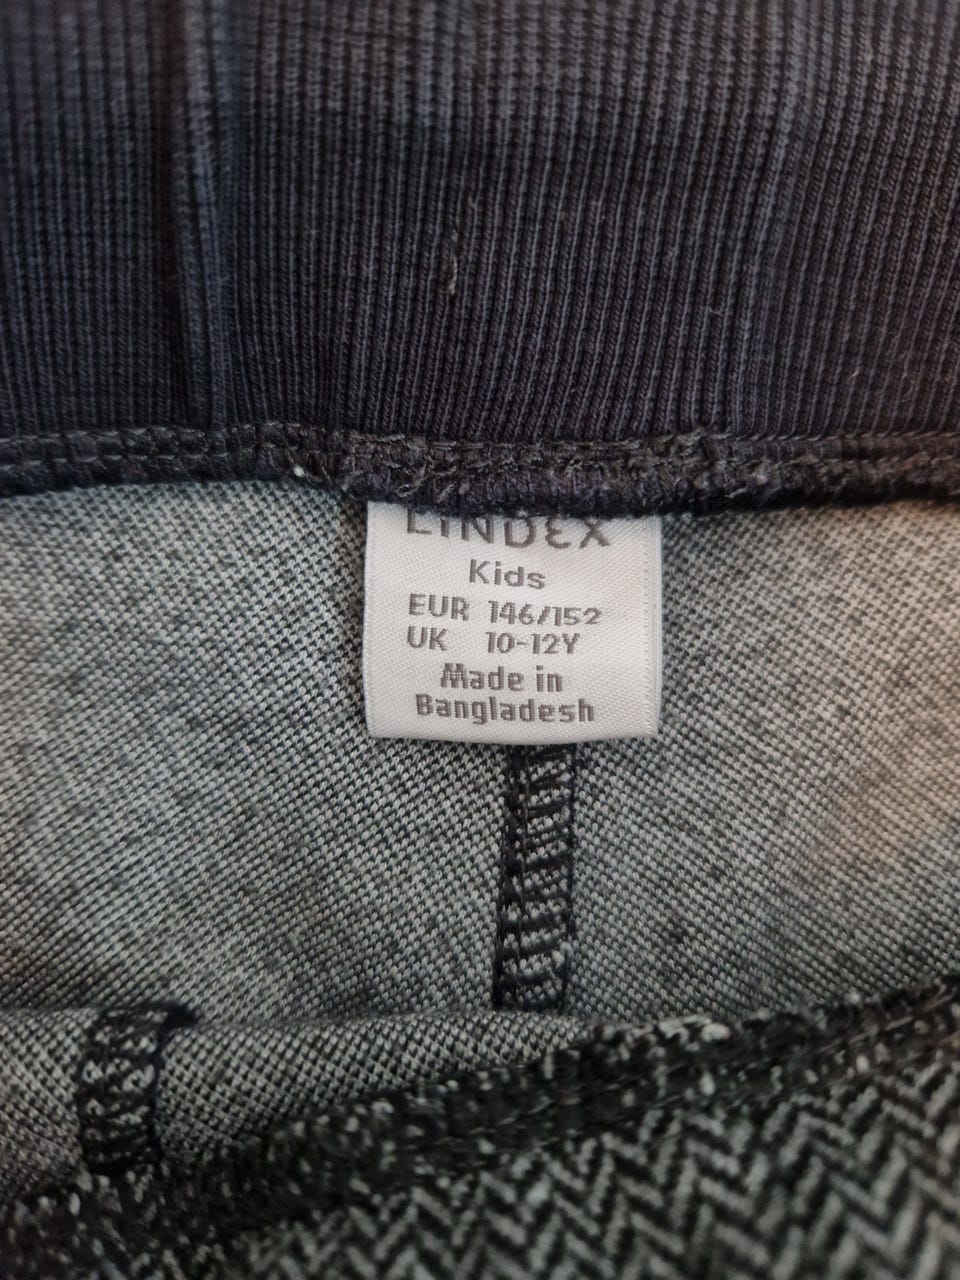 LINDEX
Kids
EUR 146/152
UK 10-12Y
Made in
Bangladesh